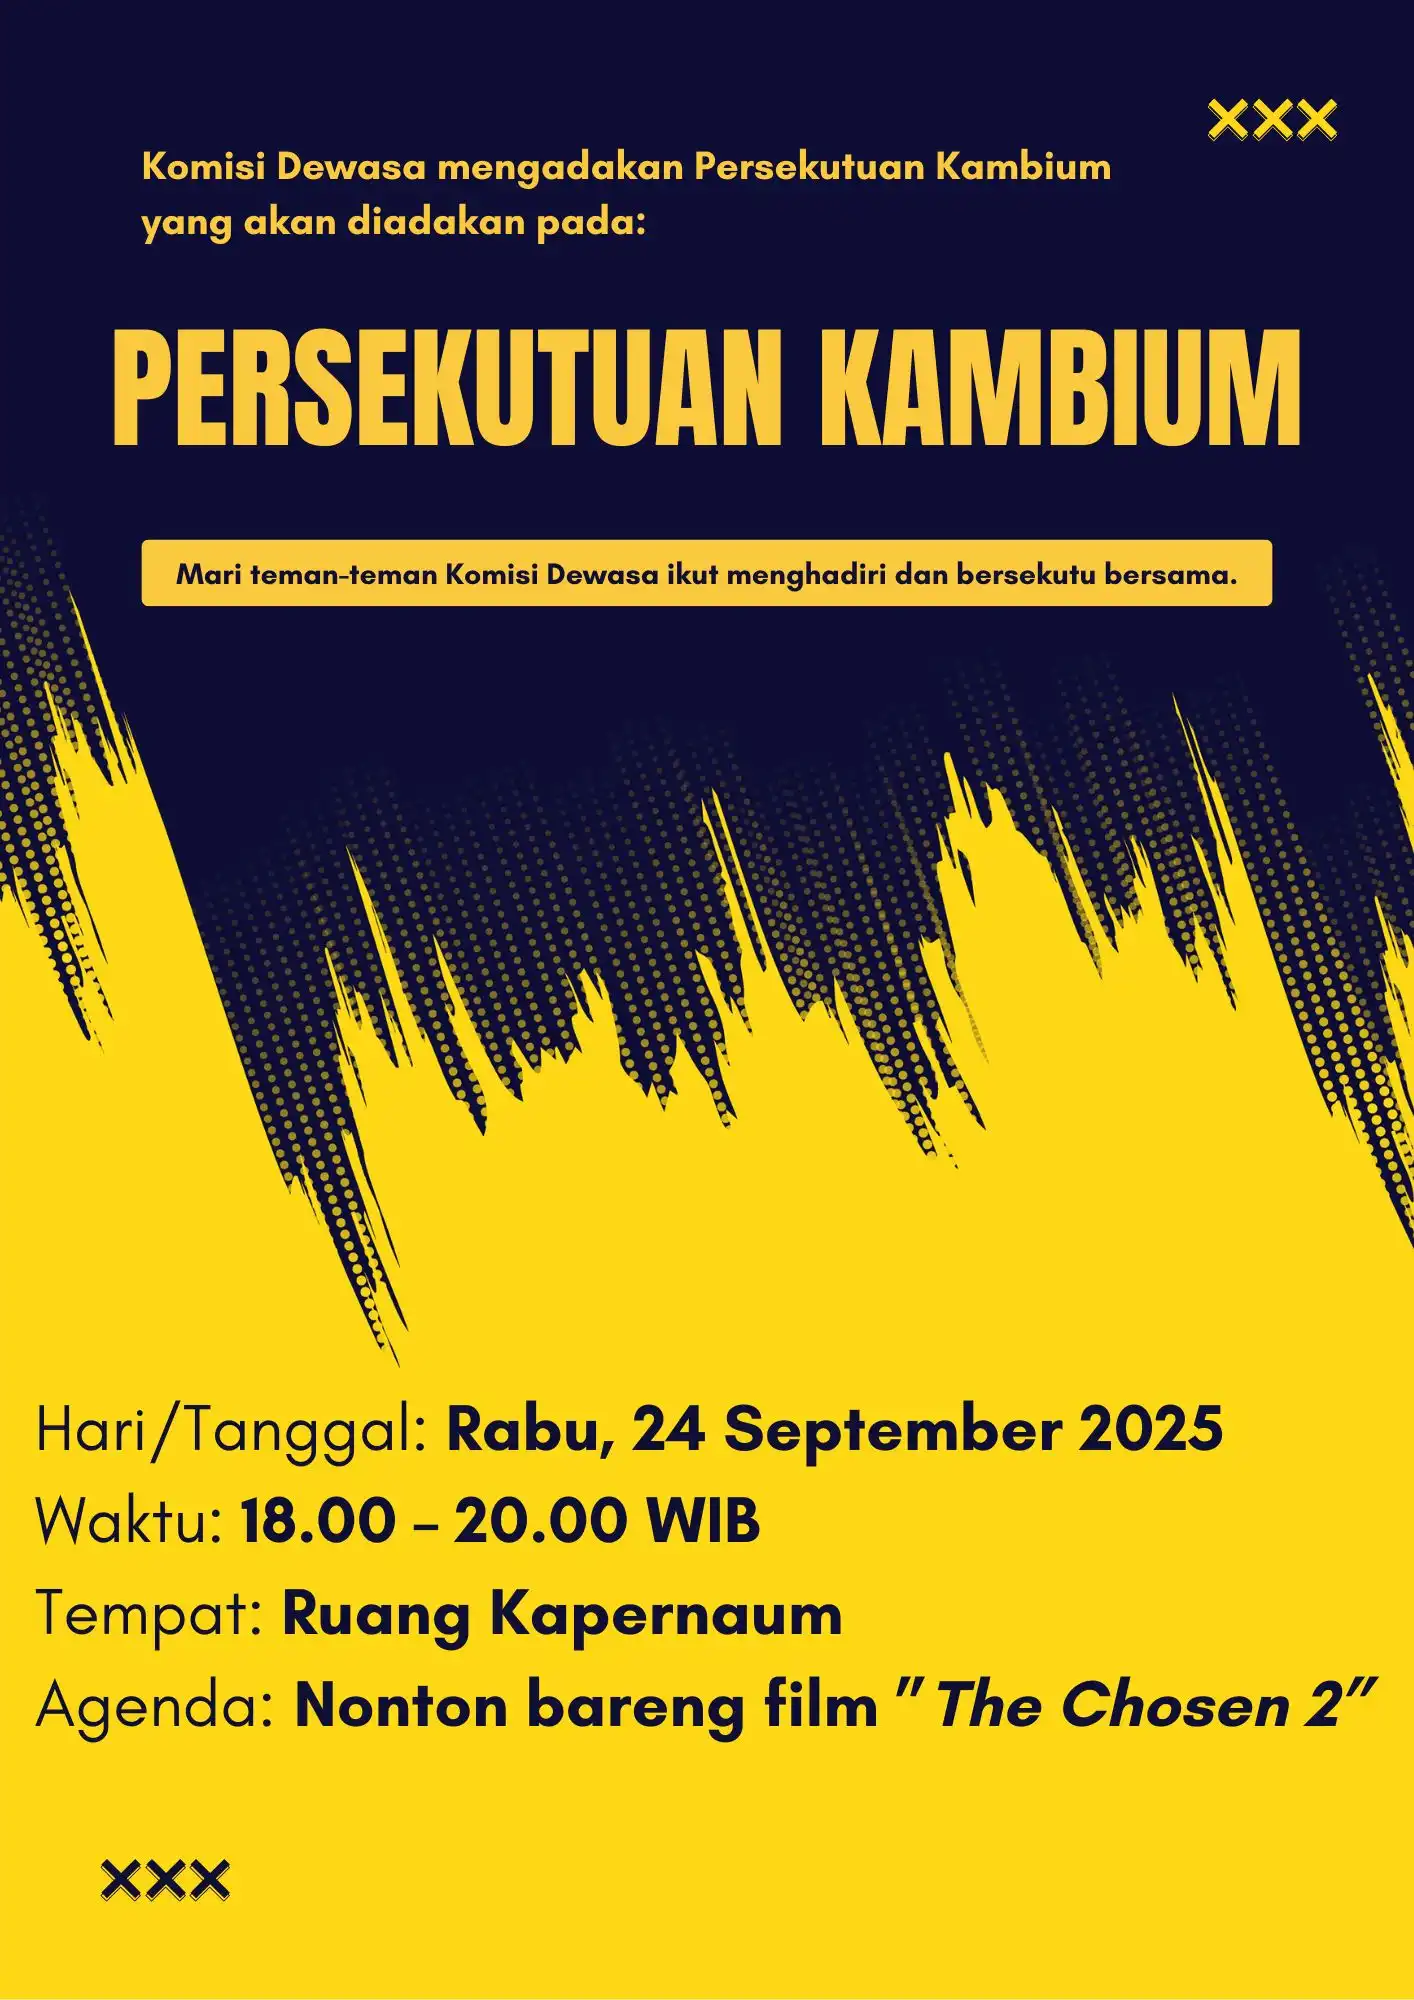 Komisi Dewasa mengadakan Persekutuan Kambium
yang akan diadakan pada:
PERSEKUTUAN KAMBIUM
Mari teman-teman Komisi Dewasa ikut menghadiri dan bersekutu bersama.
Hari/Tanggal: Rabu, 24 September 2025
Waktu: 18.00 – 20.00 WIB
Tempat: Ruang Kapernaum
Agenda: Nonton bareng film "The Chosen 2"